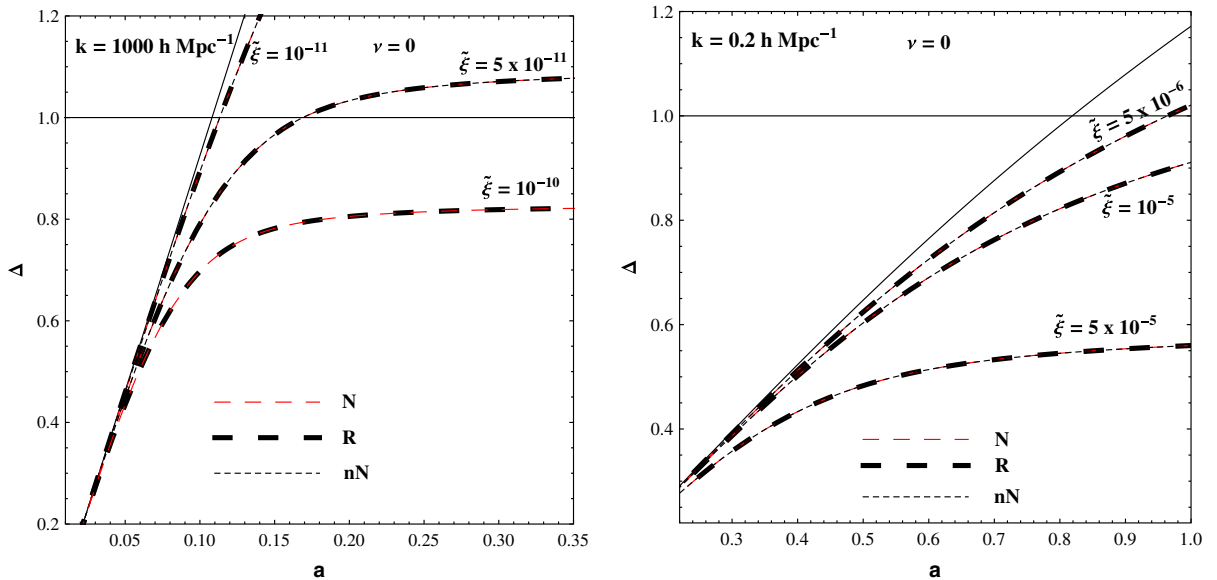 k = 1000 h Mpc⁻¹
ν = 0
ξ̃ = 10⁻¹¹
ξ̃ = 5 x 10⁻¹¹
ξ̃ = 10⁻¹⁰
N
R
nN
Δ
1.2
1.0
0.8
0.6
0.4
0.2
0.05 0.10 0.15 0.20 0.25 0.30 0.35
a
k = 0.2 h Mpc⁻¹
ν = 0
ξ̃ = 5 x 10⁻⁶
ξ̃ = 10⁻⁵
ξ̃ = 5 x 10⁻⁵
N
R
nN
Δ
1.2
1.0
0.8
0.6
0.4
0.3 0.4 0.5 0.6 0.7 0.8 0.9 1.0
a